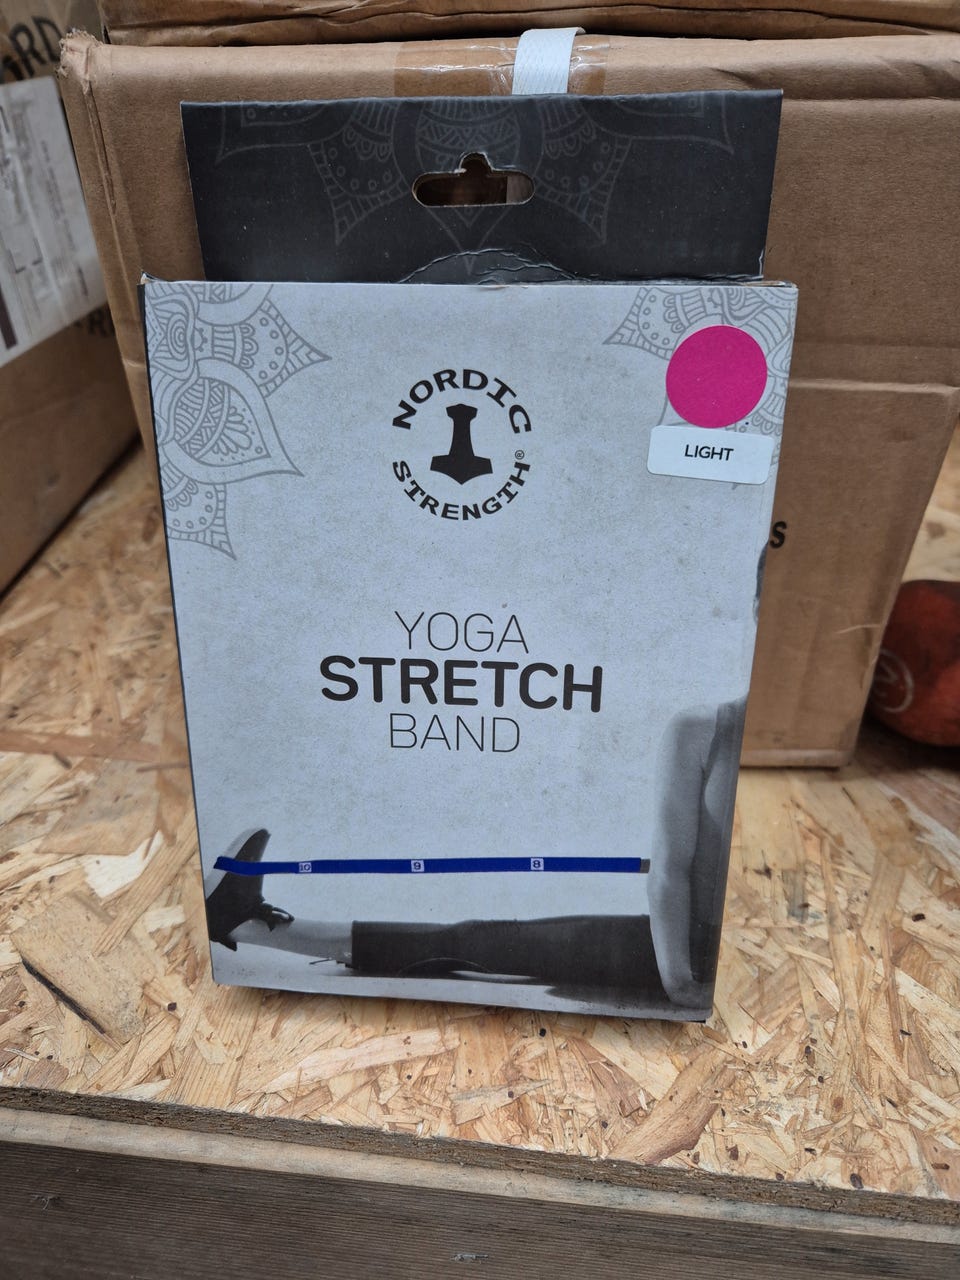 NORDIC
STRENGTH®
LIGHT
YOGA
STRETCH
BAND
10 9 8
S